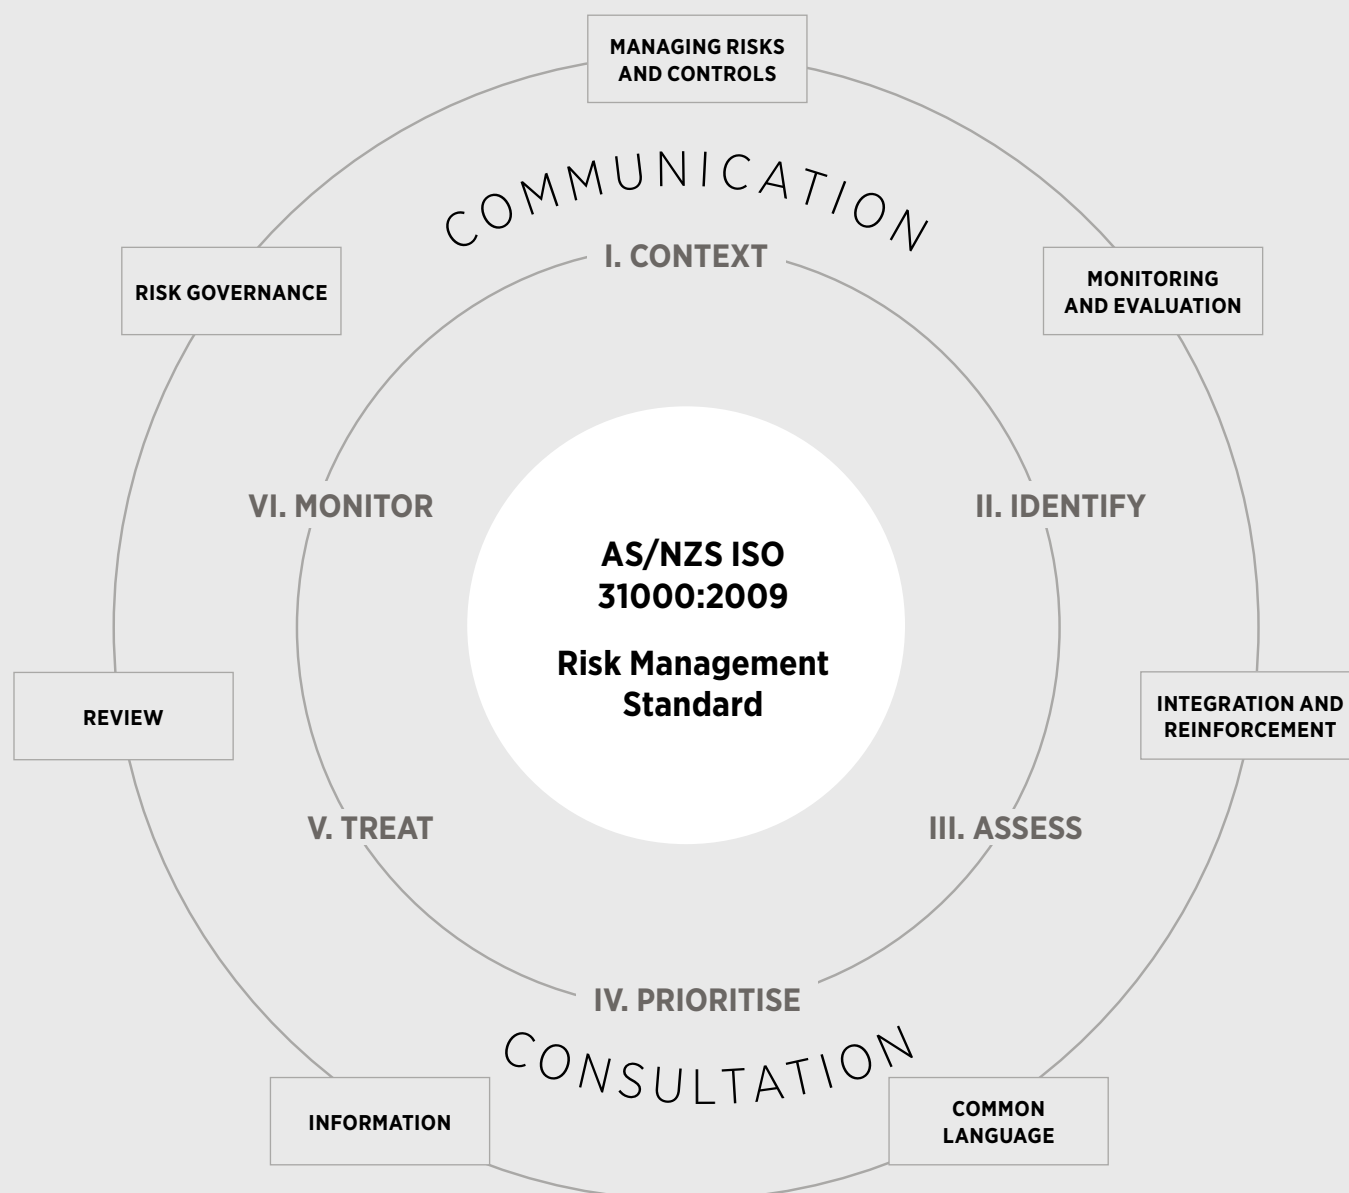 MANAGING RISKS
AND CONTROLS
COMMUNICATION
I. CONTEXT
RISK GOVERNANCE
MONITORING
AND EVALUATION
VI. MONITOR
II. IDENTIFY
AS/NZS ISO
31000:2009
Risk Management
Standard
REVIEW
INTEGRATION AND
REINFORCEMENT
V. TREAT
III. ASSESS
IV. PRIORITISE
CONSULTATION
INFORMATION
COMMON
LANGUAGE